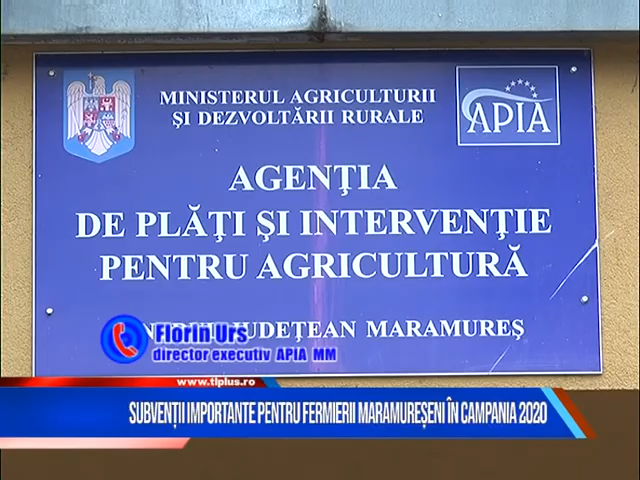 MINISTERUL AGRICULTURII
ŞI DEZVOLTĂRII RURALE
APIA
AGENŢIA
DE PLĂŢI ŞI INTERVENŢIE
PENTRU AGRICULTURĂ
JUDEŢEAN MARAMUREŞ
Florin Urs
director executiv APIA MM
www.tlplus.ro
SUBVENȚII IMPORTANTE PENTRU FERMIERII MARAMUREȘENI ÎN CAMPANIA 2020